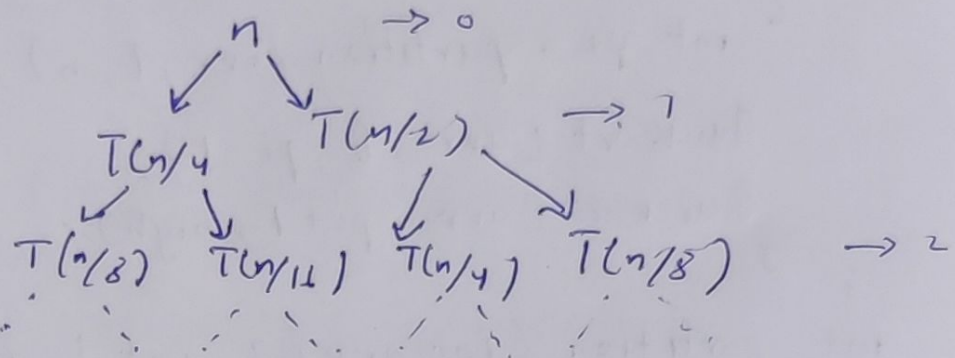 n → 0
T(n/4 T(n/2) → 1
T(n/8) T(n/16) T(n/4) T(n/8) → 2